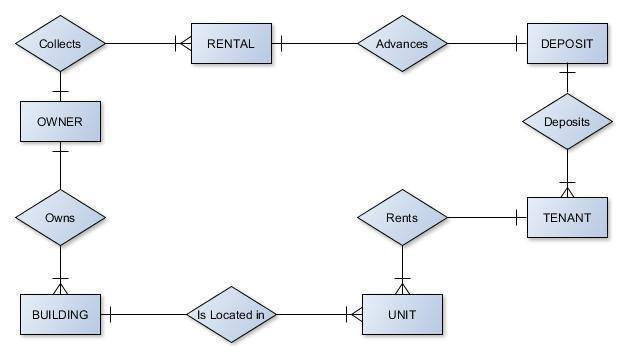 Collects
RENTAL
Advances
DEPOSIT
OWNER
Deposits
Owns
Rents
TENANT
BUILDING
Is Located in
UNIT